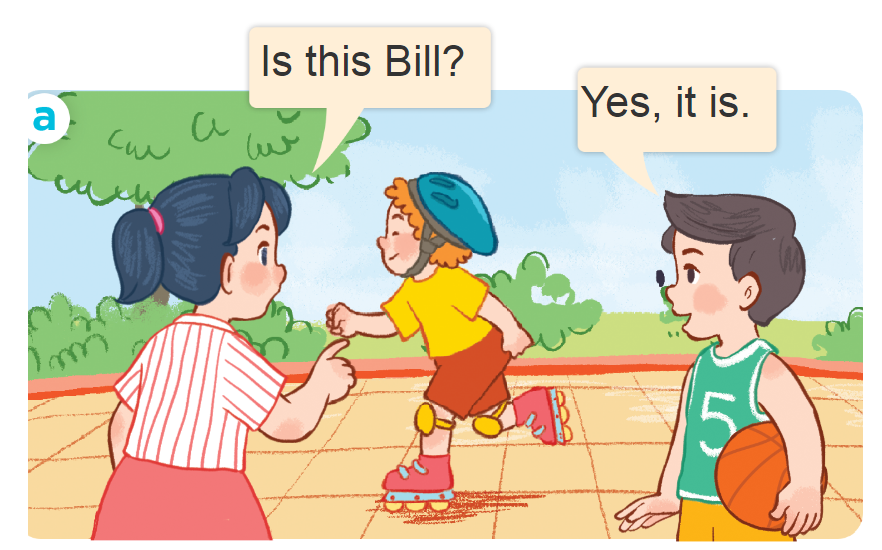 a
Is this Bill?
Yes, it is.
5